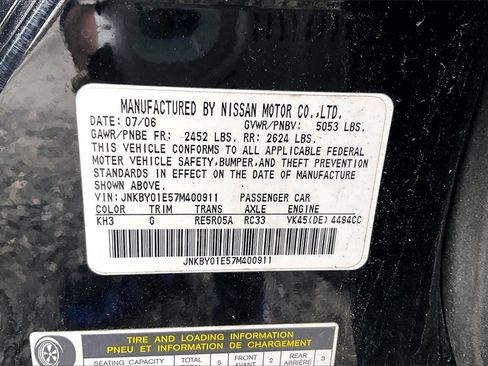 MANUFACTURED BY NISSAN MOTOR CO.,LTD.
DATE: 07/06 GVWR/PNBV: 5053 LBS.
GAWR/PNBE FR: 2452 LBS. RR: 2624 LBS.
THIS VEHICLE CONFORMS TO ALL APPLICABLE FEDERAL
MOTOR VEHICLE SAFETY, BUMPER, AND THEFT PREVENTION
STANDARDS IN EFFECT ON THE DATE OF MANUFACTURE
SHOWN ABOVE.
VIN: JNKBY01E57M400911 PASSENGER CAR
COLOR TRIM TRANS AXLE ENGINE
KH3 G RE5R05A RC33 VK45(DE) 4494CC
JNKBY01E57M400911
TIRE AND LOADING INFORMATION
PNEU ET INFORMATION DE CHARGEMENT
SEATING CAPACITY TOTAL 5 FRONT 2 REAR 3
AVANT ARRIÈRE